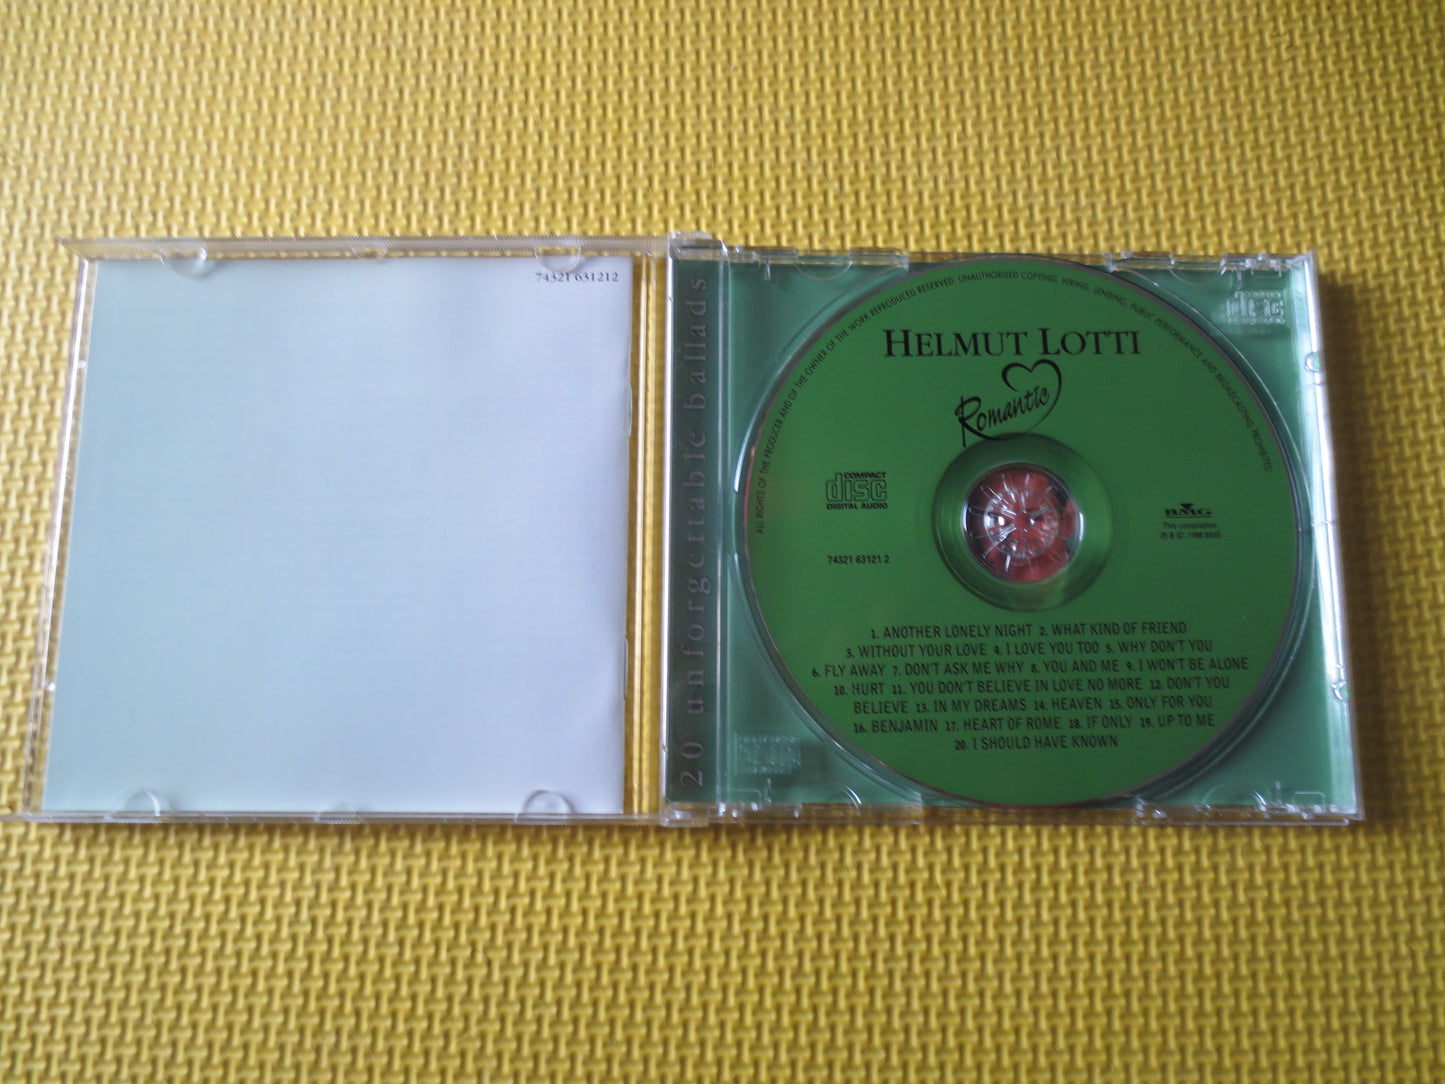 74321 631212
20 unforgettable ballads
ALL RIGHTS OF THE PRODUCER AND OF THE OWNER OF THE WORK REPRODUCED RESERVED. UNAUTHORISED COPYING, HIRING, LENDING, PUBLIC PERFORMANCE AND BROADCASTING PROHIBITED.
HELMUT LOTTI
Romantic
COMPACT
disc
DIGITAL AUDIO
BMG
This compilation
℗ & © 1998 BMG
74321 63121 2
1. ANOTHER LONELY NIGHT 2. WHAT KIND OF FRIEND
3. WITHOUT YOUR LOVE 4. I LOVE YOU TOO 5. WHY DON'T YOU
6. FLY AWAY 7. DON'T ASK ME WHY 8. YOU AND ME 9. I WON'T BE ALONE
10. HURT 11. YOU DON'T BELIEVE IN LOVE NO MORE 12. DON'T YOU
BELIEVE 13. IN MY DREAMS 14. HEAVEN 15. ONLY FOR YOU
16. BENJAMIN 17. HEART OF ROME 18. IF ONLY 19. UP TO ME
20. I SHOULD HAVE KNOWN